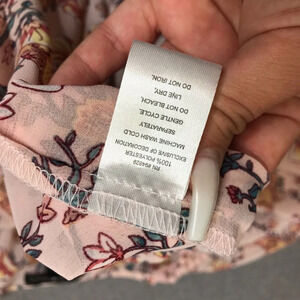 RN #94829
100% POLYESTER
EXCLUSIVE OF DECORATION
MACHINE WASH COLD
SEPARATELY
GENTLE CYCLE,
DO NOT BLEACH,
LINE DRY,
DO NOT IRON.